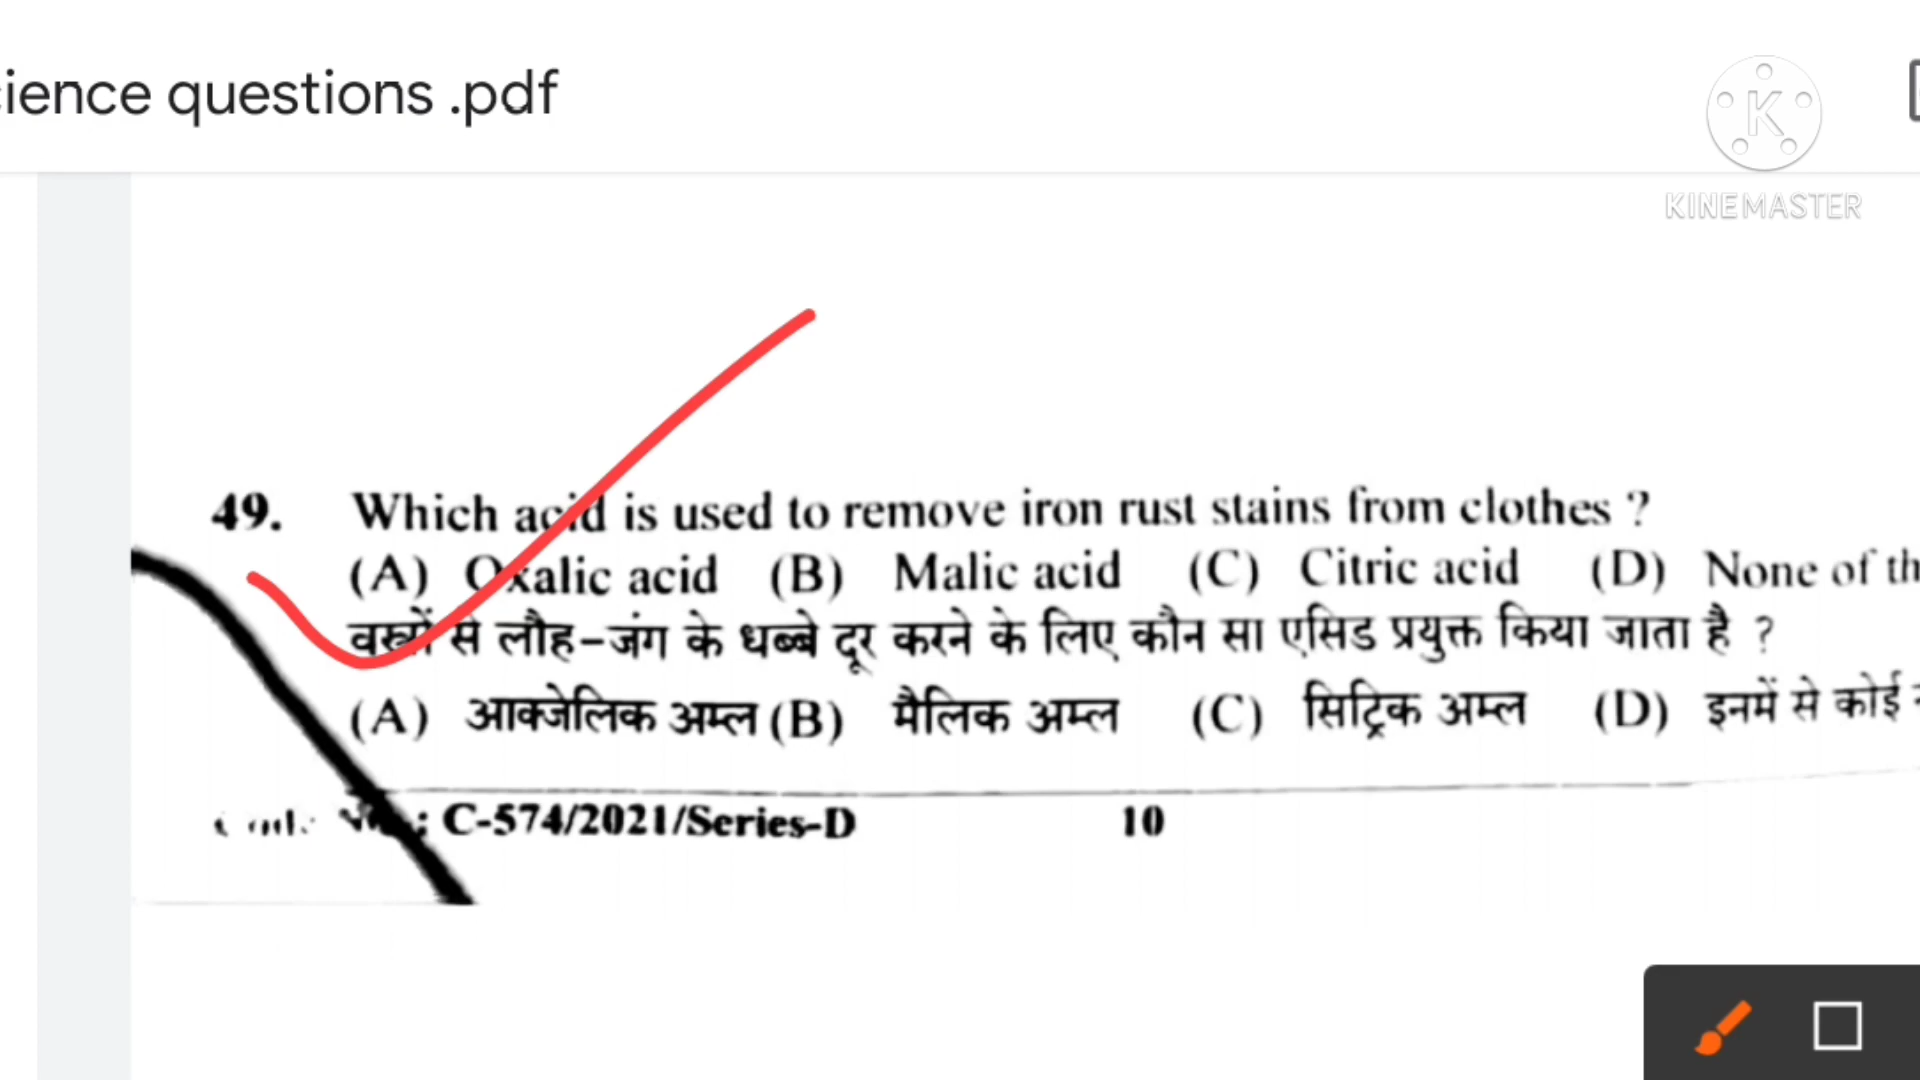 ience questions .pdf
K
KINEMASTER
49. Which acid is used to remove iron rust stains from clothes ?
(A) Oxalic acid (B) Malic acid (C) Citric acid (D) None of th
वस्त्रों से लौह-जंग के धब्बे दूर करने के लिए कौन सा एसिड प्रयुक्त किया जाता है ?
(A) आक्जेलिक अम्ल (B) मैलिक अम्ल (C) सिट्रिक अम्ल (D) इनमें से कोई
: C-574/2021/Series-D 10